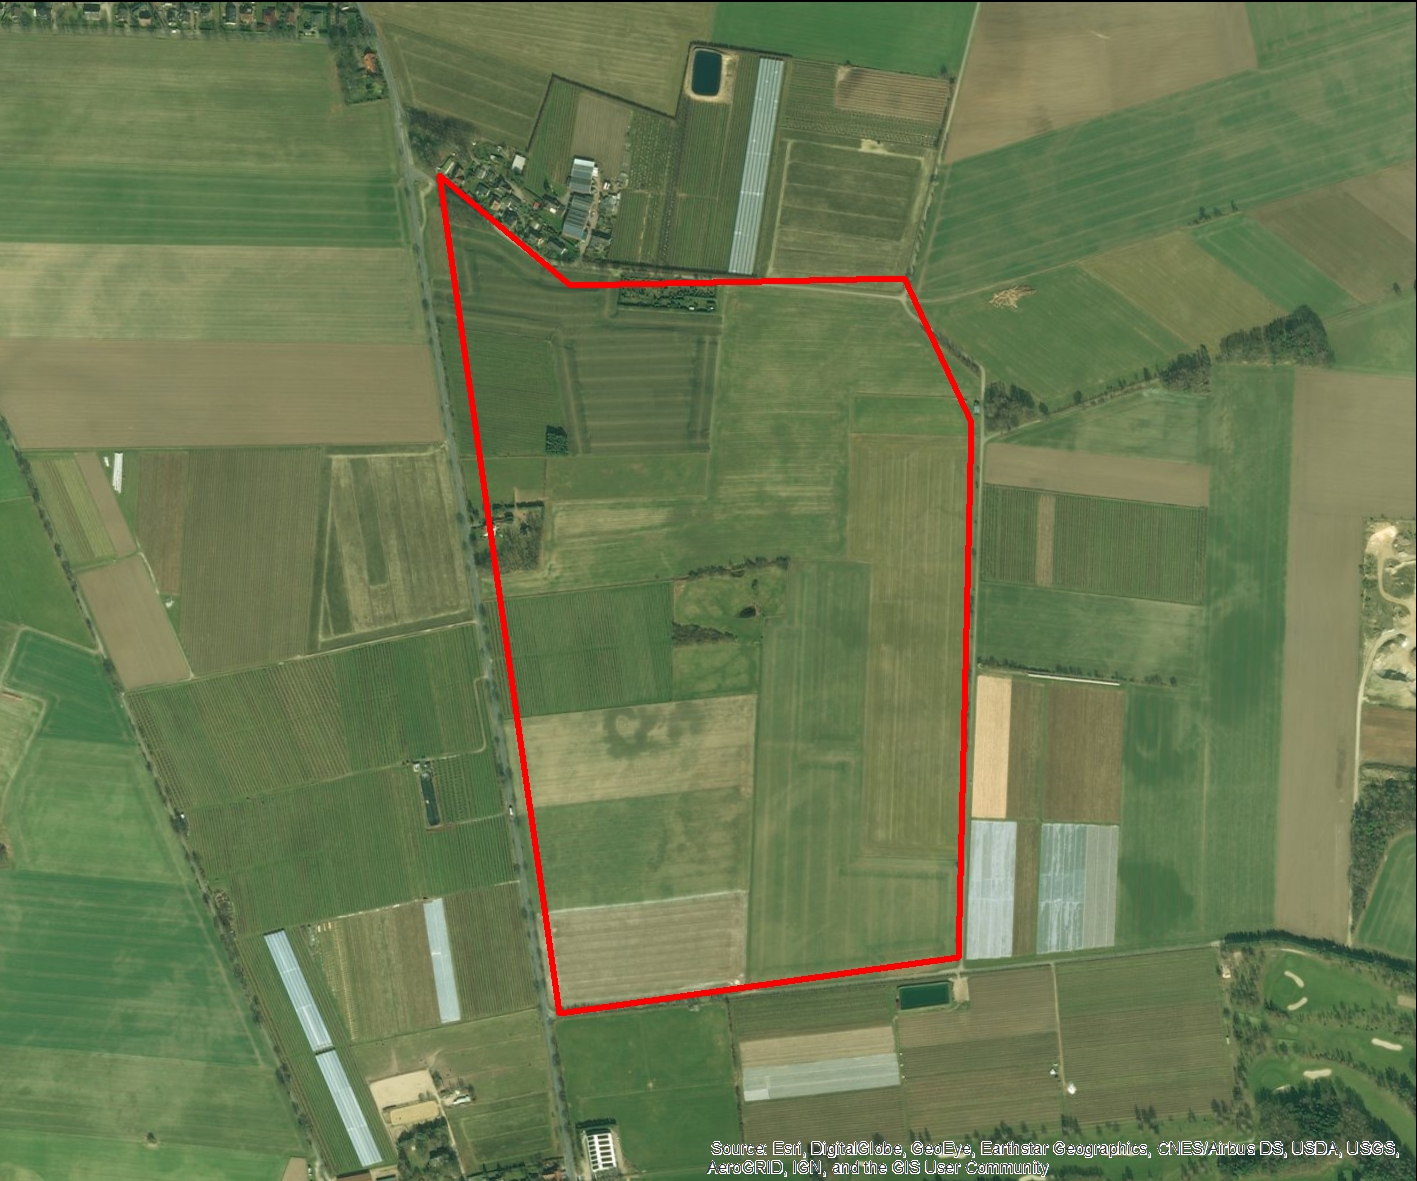 Source: Esri, DigitalGlobe, GeoEye, Earthstar Geographics, CNES/Airbus DS, USDA, USGS,
AeroGRID, IGN, and the GIS User Community